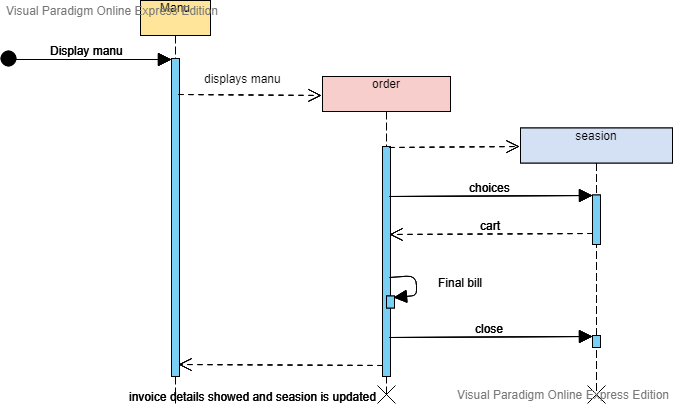 Visual Paradigm Online Express Edition
Manu
Display manu
displays manu
order
seasion
choices
cart
Final bill
close
invoice details showed and seasion is updated
Visual Paradigm Online Express Edition